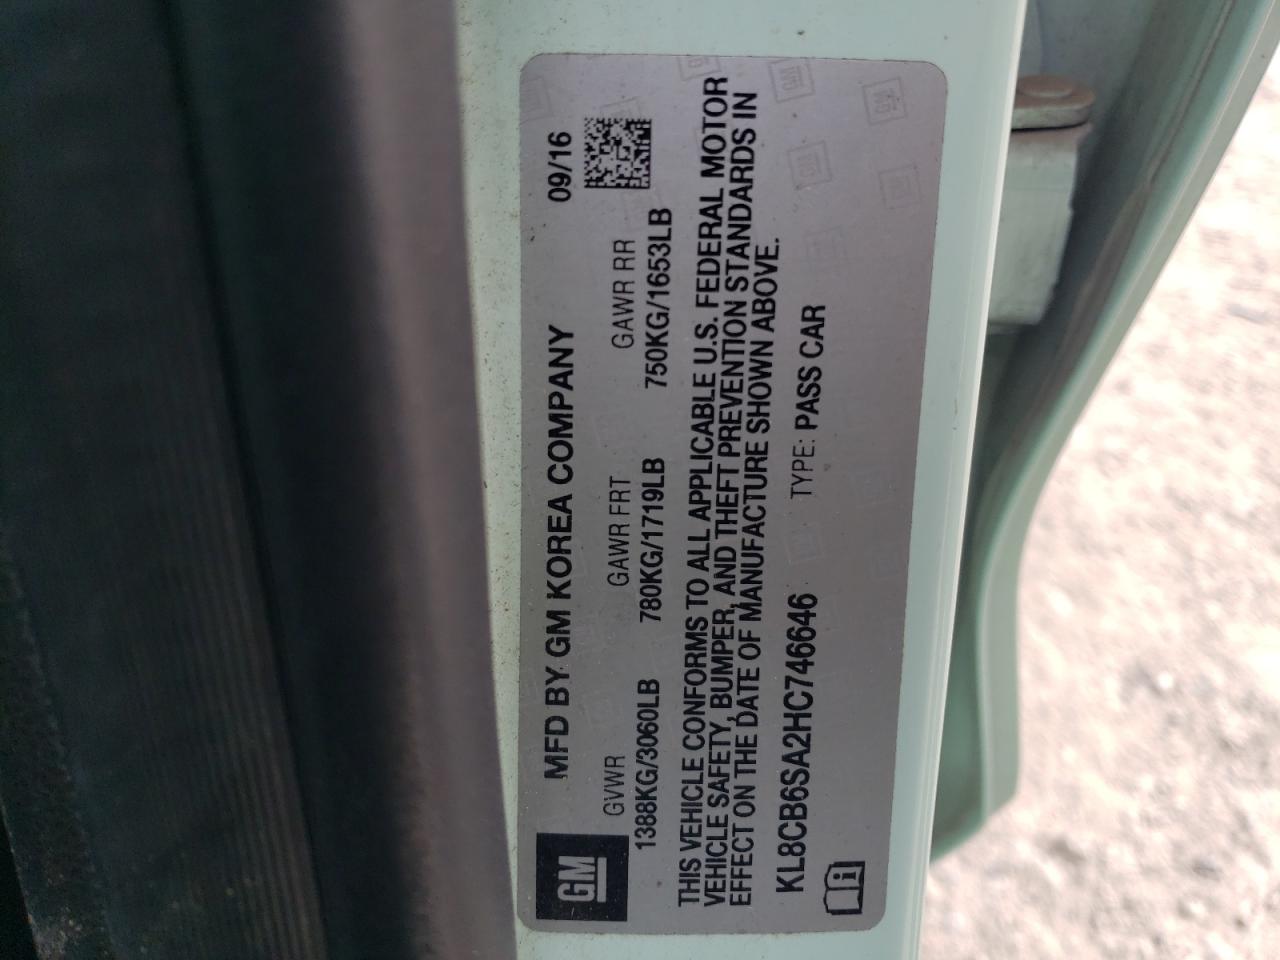 GM
MFD BY GM KOREA COMPANY 09/16
GVWR GAWR FRT GAWR RR
1388KG/3060LB 780KG/1719LB 750KG/1653LB
THIS VEHICLE CONFORMS TO ALL APPLICABLE U.S. FEDERAL MOTOR
VEHICLE SAFETY, BUMPER, AND THEFT PREVENTION STANDARDS IN
EFFECT ON THE DATE OF MANUFACTURE SHOWN ABOVE.
KL8CB6SA2HC746646 TYPE: PASS CAR